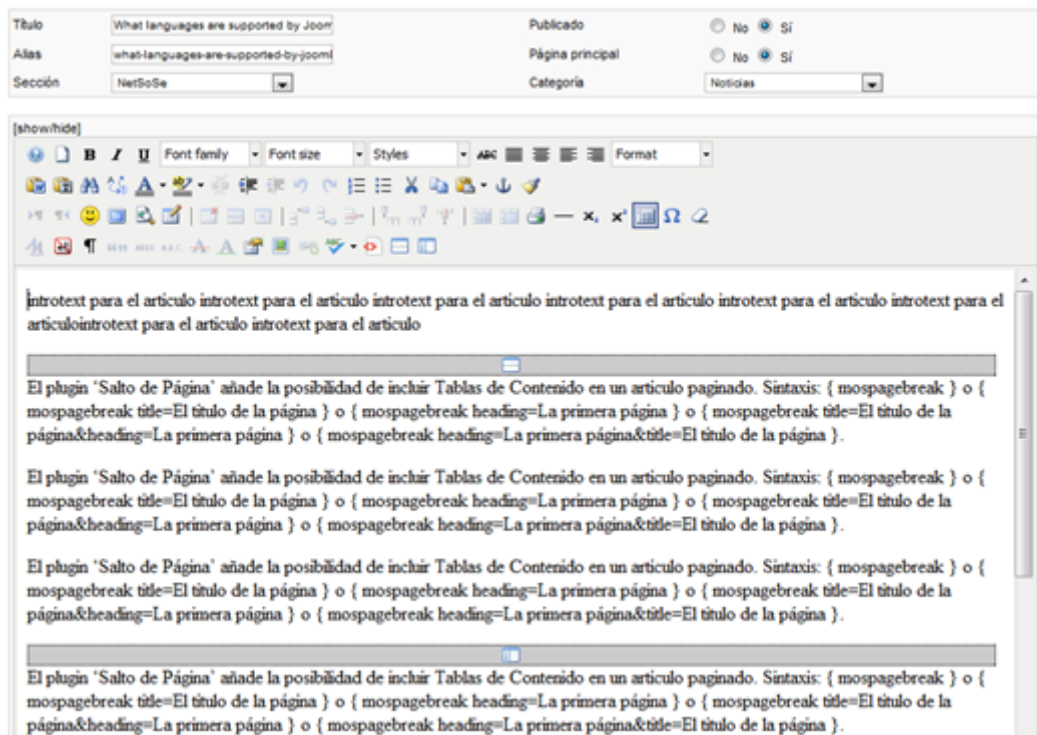 Título What languages are supported by Joom Publicado No Sí
Alias what-languages-are-supported-by-jooml Página principal No Sí
Sección NetSoSe Categoría Noticias
[show/hide]
B I U Font family Font size Styles ABC Format
introtext para el articulo introtext para el articulo introtext para el articulo introtext para el articulo introtext para el articulo introtext para el
articulointrotext para el articulo introtext para el articulo
El plugin 'Salto de Página' añade la posibilidad de incluir Tablas de Contenido en un articulo paginado. Sintaxis: { mospagebreak } o {
mospagebreak title=El titulo de la página } o { mospagebreak heading=La primera página } o { mospagebreak title=El titulo de la
página&heading=La primera página } o { mospagebreak heading=La primera página&title=El titulo de la página }.
El plugin 'Salto de Página' añade la posibilidad de incluir Tablas de Contenido en un articulo paginado. Sintaxis: { mospagebreak } o {
mospagebreak title=El titulo de la página } o { mospagebreak heading=La primera página } o { mospagebreak title=El titulo de la
página&heading=La primera página } o { mospagebreak heading=La primera página&title=El titulo de la página }.
El plugin 'Salto de Página' añade la posibilidad de incluir Tablas de Contenido en un articulo paginado. Sintaxis: { mospagebreak } o {
mospagebreak title=El titulo de la página } o { mospagebreak heading=La primera página } o { mospagebreak title=El titulo de la
página&heading=La primera página } o { mospagebreak heading=La primera página&title=El titulo de la página }.
El plugin 'Salto de Página' añade la posibilidad de incluir Tablas de Contenido en un articulo paginado. Sintaxis: { mospagebreak } o {
mospagebreak title=El titulo de la página } o { mospagebreak heading=La primera página } o { mospagebreak title=El titulo de la
página&heading=La primera página } o { mospagebreak heading=La primera página&title=El titulo de la página }.